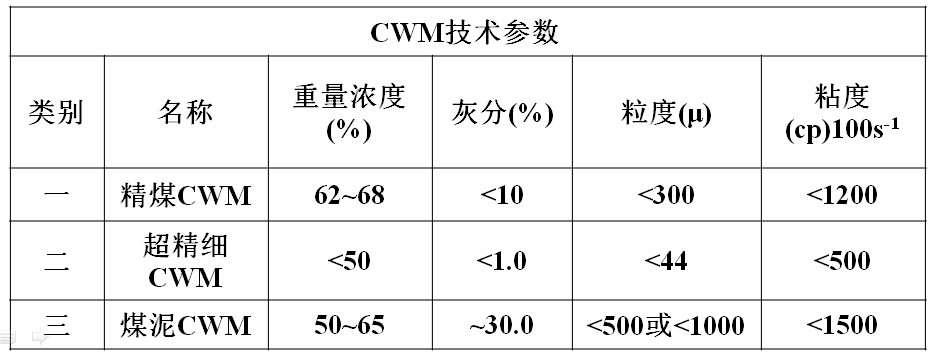 CWM技术参数
类别 名称 重量浓度(%) 灰分(%) 粒度(μ) 粘度(cp)100s⁻¹
一 精煤CWM 62~68 <10 <300 <1200
二 超精细CWM <50 <1.0 <44 <500
三 煤泥CWM 50~65 ~30.0 <500或<1000 <1500